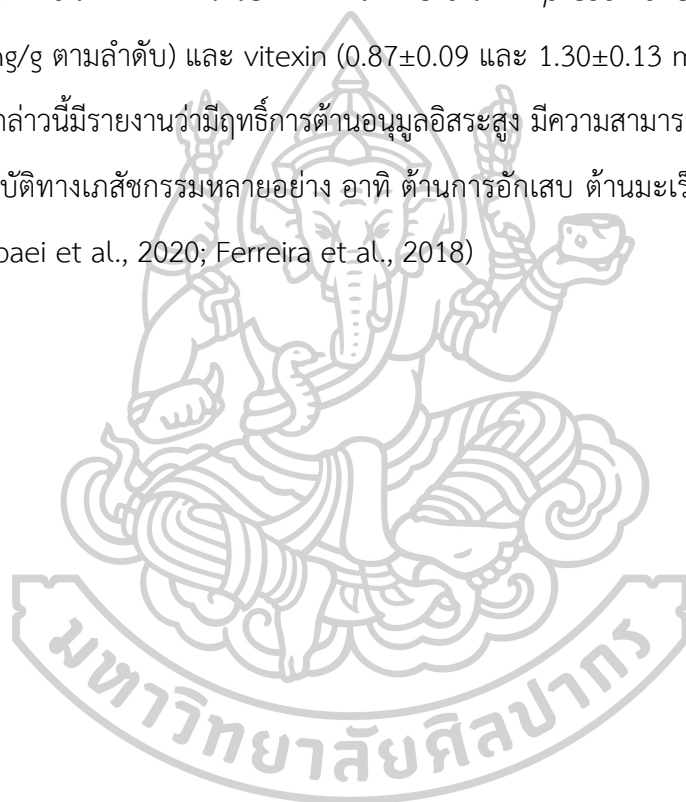 ng/g ตามลำดับ) และ vitexin (0.87±0.09 และ 1.30±0.13 m
กล่าวนี้มีรายงานว่ามีฤทธิ์การต้านอนุมูลอิสระสูง มีความสามาร
บัติทางเภสัชกรรมหลายอย่าง อาทิ ต้านการอักเสบ ต้านมะเร็
baei et al., 2020; Ferreira et al., 2018)
มหาวิทยาลัยศิลปากร